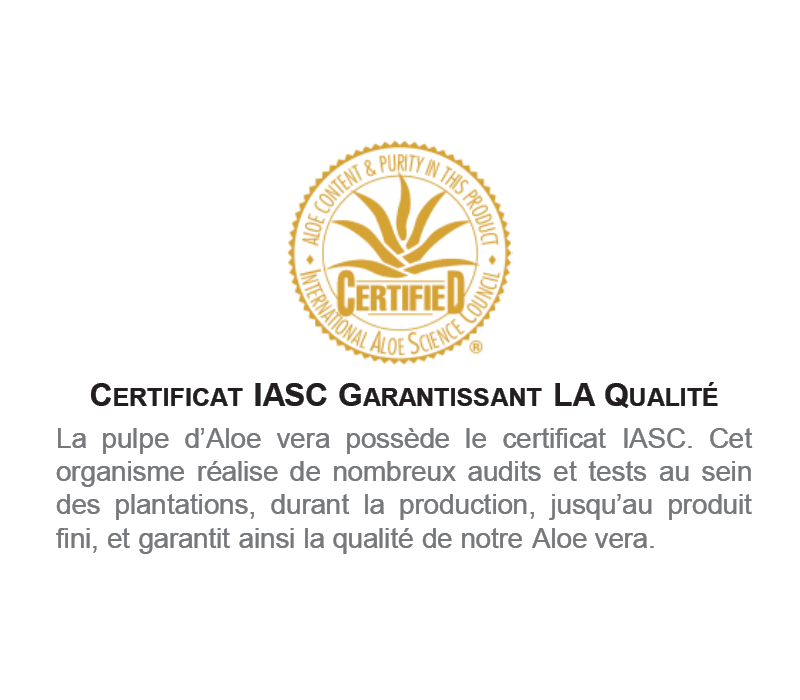 ALOE CONTENT & PURITY IN THIS PRODUCT
CERTIFIED
INTERNATIONAL ALOE SCIENCE COUNCIL
®
CERTIFICAT IASC GARANTISSANT LA QUALITÉ
La pulpe d’Aloe vera possède le certificat IASC. Cet
organisme réalise de nombreux audits et tests au sein
des plantations, durant la production, jusqu’au produit
fini, et garantit ainsi la qualité de notre Aloe vera.